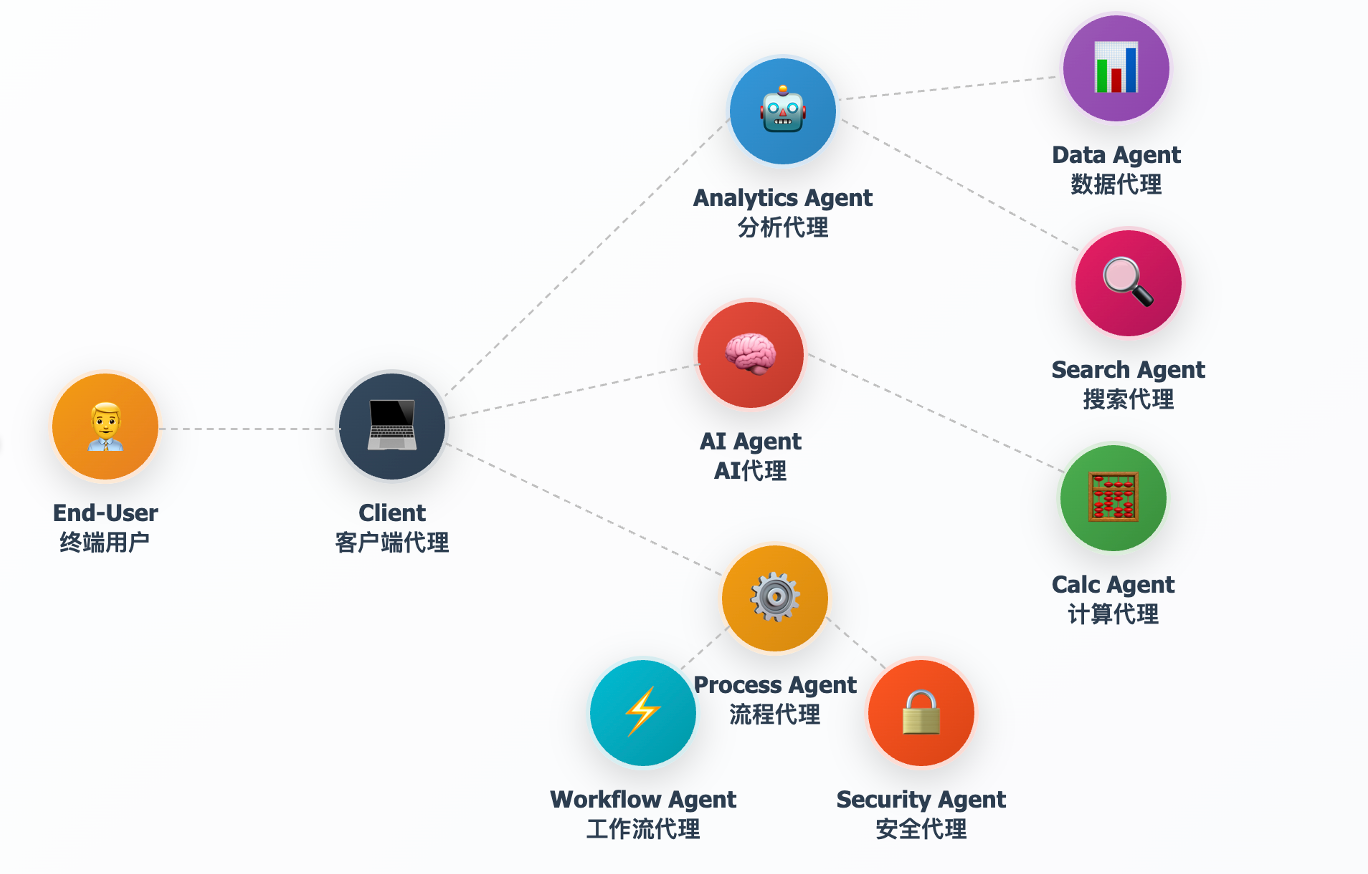 Data Agent
数据代理
Analytics Agent
分析代理
Search Agent
搜索代理
AI Agent
AI代理
End-User
终端用户
Client
客户端代理
Calc Agent
计算代理
Process Agent
流程代理
Workflow Agent
工作流代理
Security Agent
安全代理